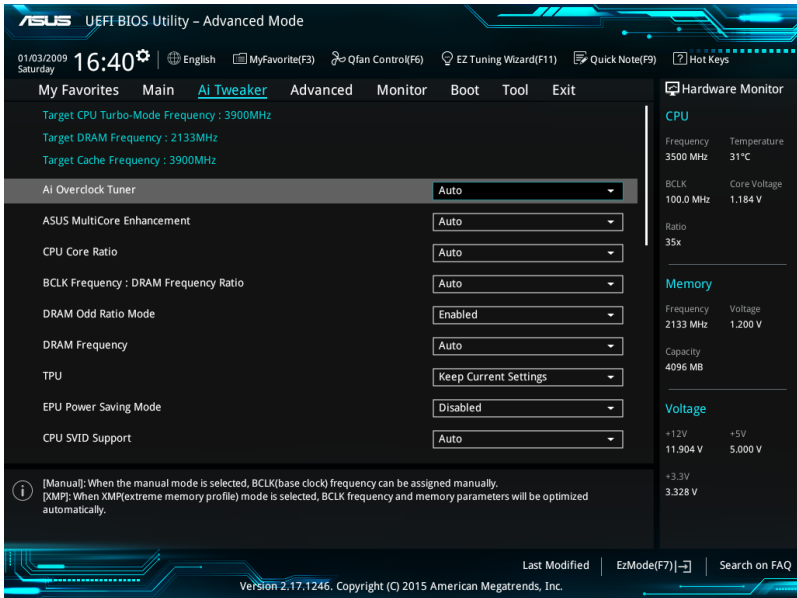 ASUS UEFI BIOS Utility – Advanced Mode
01/03/2009
Saturday
16:40
English MyFavorite(F3) Qfan Control(F6) EZ Tuning Wizard(F11) Quick Note(F9) ? Hot Keys
My Favorites Main Ai Tweaker Advanced Monitor Boot Tool Exit
Target CPU Turbo-Mode Frequency : 3900MHz
Target DRAM Frequency : 2133MHz
Target Cache Frequency : 3900MHz
Ai Overclock Tuner Auto
ASUS MultiCore Enhancement Auto
CPU Core Ratio Auto
BCLK Frequency : DRAM Frequency Ratio Auto
DRAM Odd Ratio Mode Enabled
DRAM Frequency Auto
TPU Keep Current Settings
EPU Power Saving Mode Disabled
CPU SVID Support Auto
[Manual]: When the manual mode is selected, BCLK(base clock) frequency can be assigned manually.
[XMP]: When XMP(extreme memory profile) mode is selected, BCLK frequency and memory parameters will be optimized
automatically.
Hardware Monitor
CPU
Frequency Temperature
3500 MHz 31°C
BCLK Core Voltage
100.0 MHz 1.184 V
Ratio
35x
Memory
Frequency Voltage
2133 MHz 1.200 V
Capacity
4096 MB
Voltage
+12V +5V
11.904 V 5.000 V
+3.3V
3.328 V
Last Modified EzMode(F7) Search on FAQ
Version 2.17.1246. Copyright (C) 2015 American Megatrends, Inc.